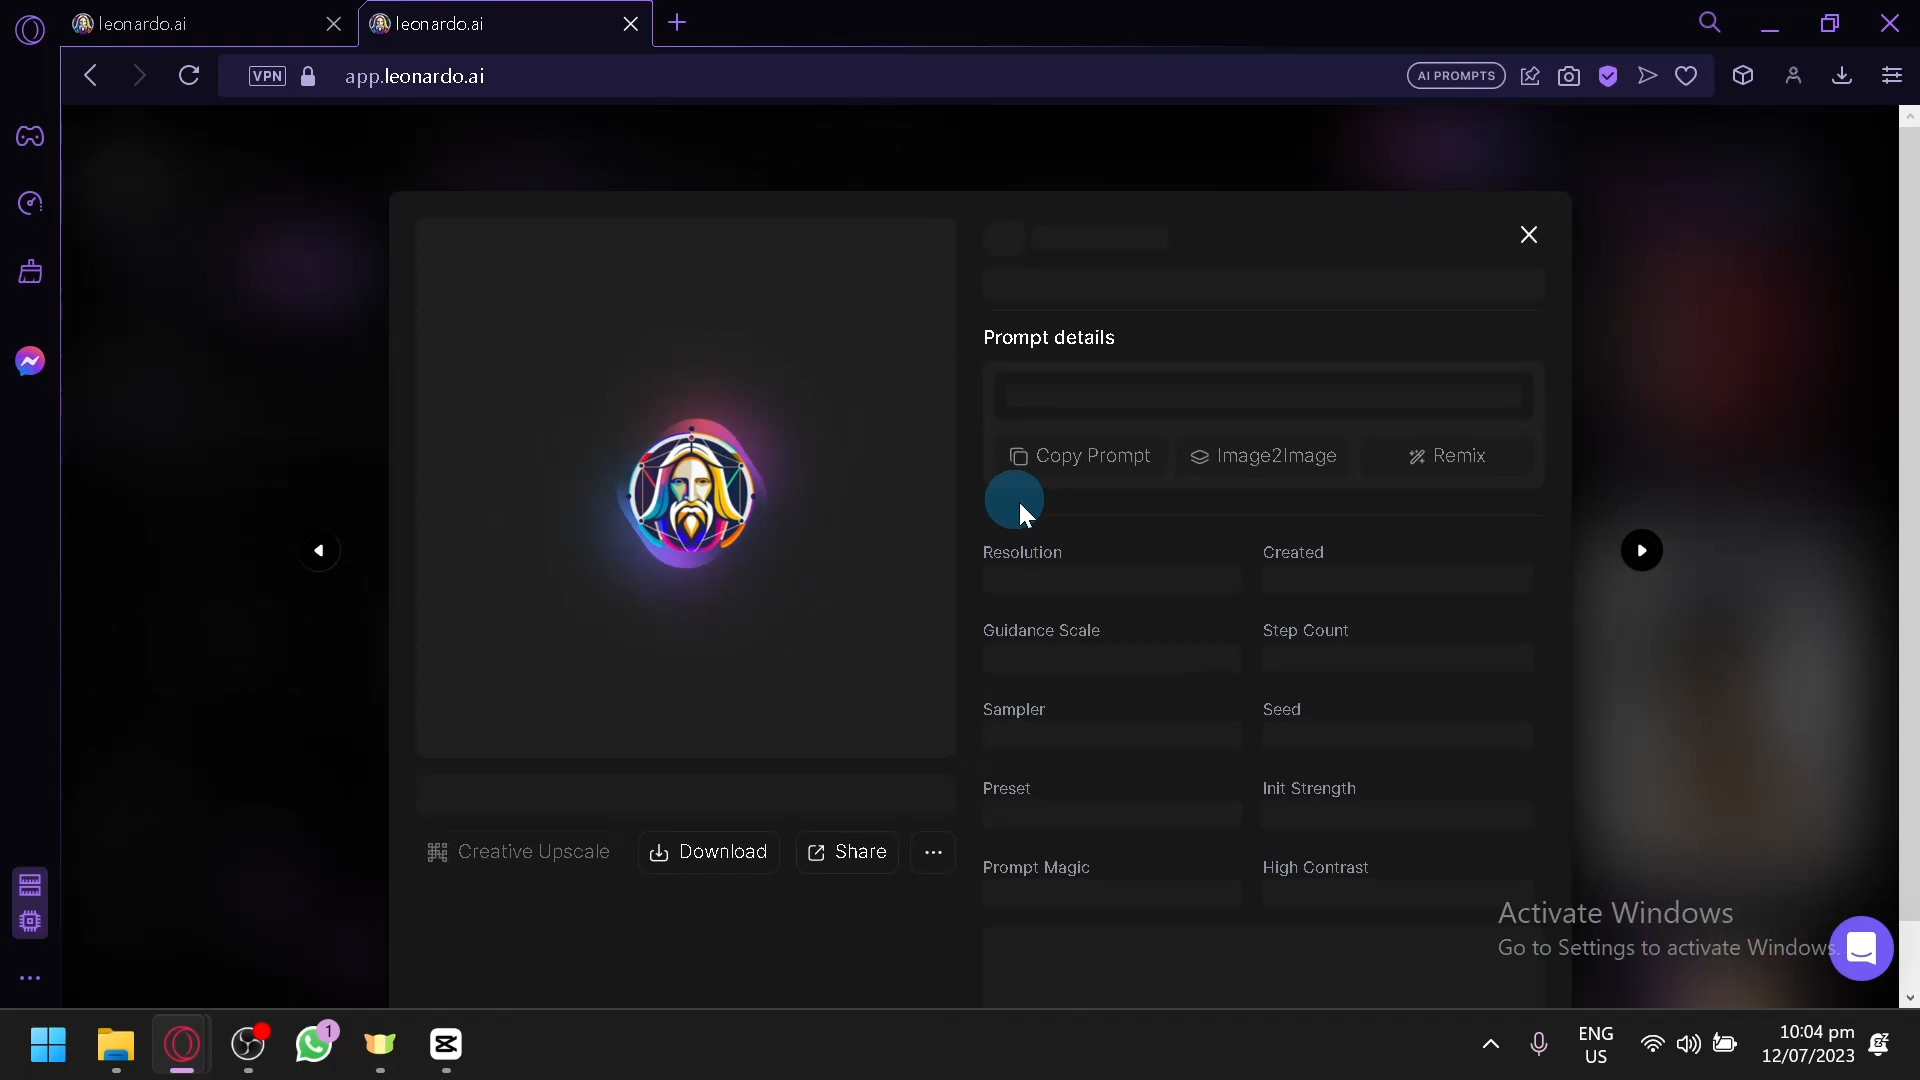 leonardo.ai
leonardo.ai
VPN
app.leonardo.ai
AI PROMPTS
Prompt details
Copy Prompt
Image2Image
Remix
Resolution
Created
Guidance Scale
Step Count
Sampler
Seed
Preset
Init Strength
Prompt Magic
High Contrast
Creative Upscale
Download
Share
Activate Windows
Go to Settings to activate Windows.
1
ENG
US
10:04 pm
12/07/2023